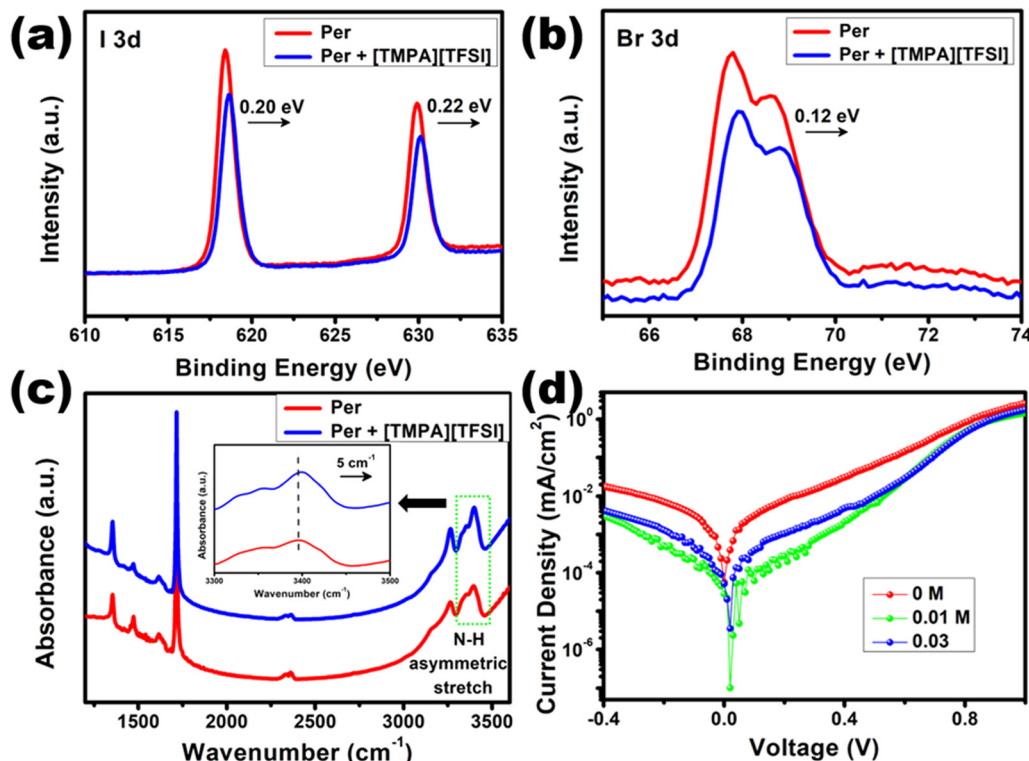 (a)
I 3d
Per
Per + [TMPA][TFSI]
0.20 eV
0.22 eV
Intensity (a.u.)
610 615 620 625 630 635
Binding Energy (eV)
(b)
Br 3d
Per
Per + [TMPA][TFSI]
0.12 eV
Intensity (a.u.)
66 68 70 72 74
Binding Energy (eV)
(c)
Per
Per + [TMPA][TFSI]
5 cm⁻¹
Absorbance (a.u.)
3300 3400 3500
Wavenumber (cm⁻¹)
N-H
asymmetric
stretch
Absorbance (a.u.)
1500 2000 2500 3000 3500
Wavenumber (cm⁻¹)
(d)
Current Density (mA/cm²)
10⁰
10⁻²
10⁻⁴
10⁻⁶
0 M
0.01 M
0.03
-0.4 0.0 0.4 0.8
Voltage (V)